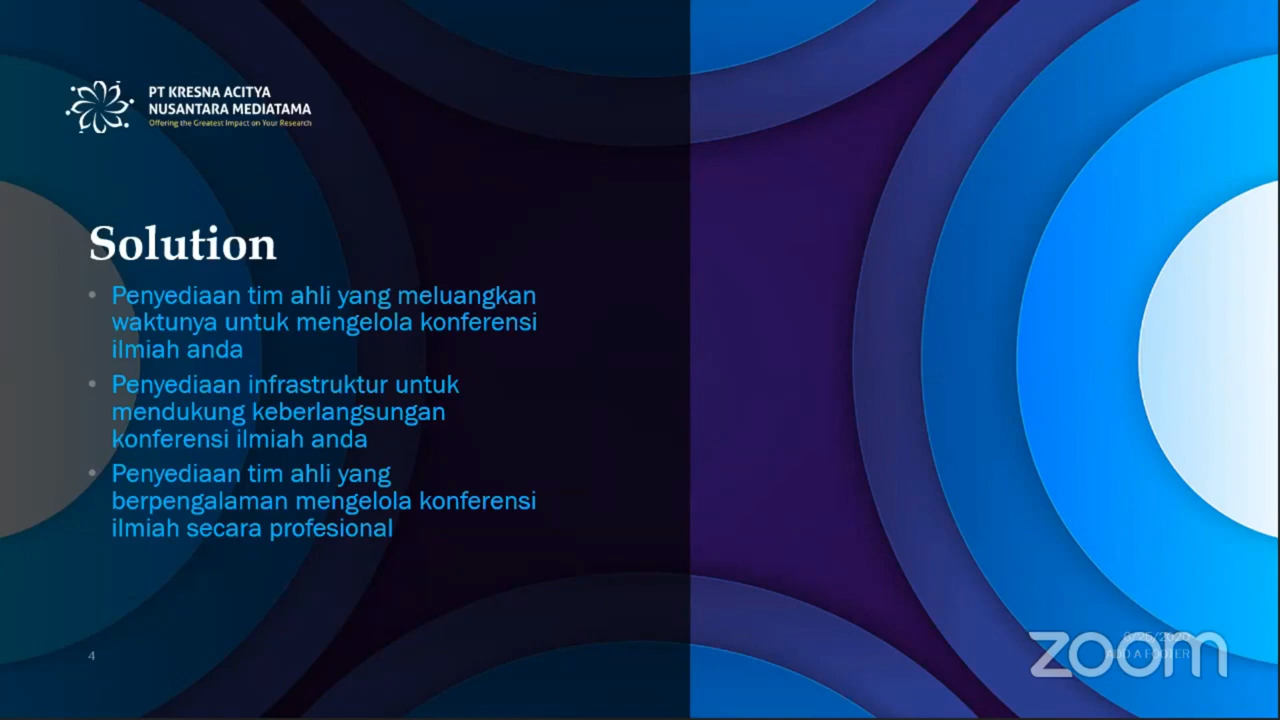 PT KRESNA ACITYA
NUSANTARA MEDIATAMA
Offering the Greatest Impact on Your Research
Solution
• Penyediaan tim ahli yang meluangkan
waktunya untuk mengelola konferensi
ilmiah anda
• Penyediaan infrastruktur untuk
mendukung keberlangsungan
konferensi ilmiah anda
• Penyediaan tim ahli yang
berpengalaman mengelola konferensi
ilmiah secara profesional
4
ADD A FOOTER
zoom